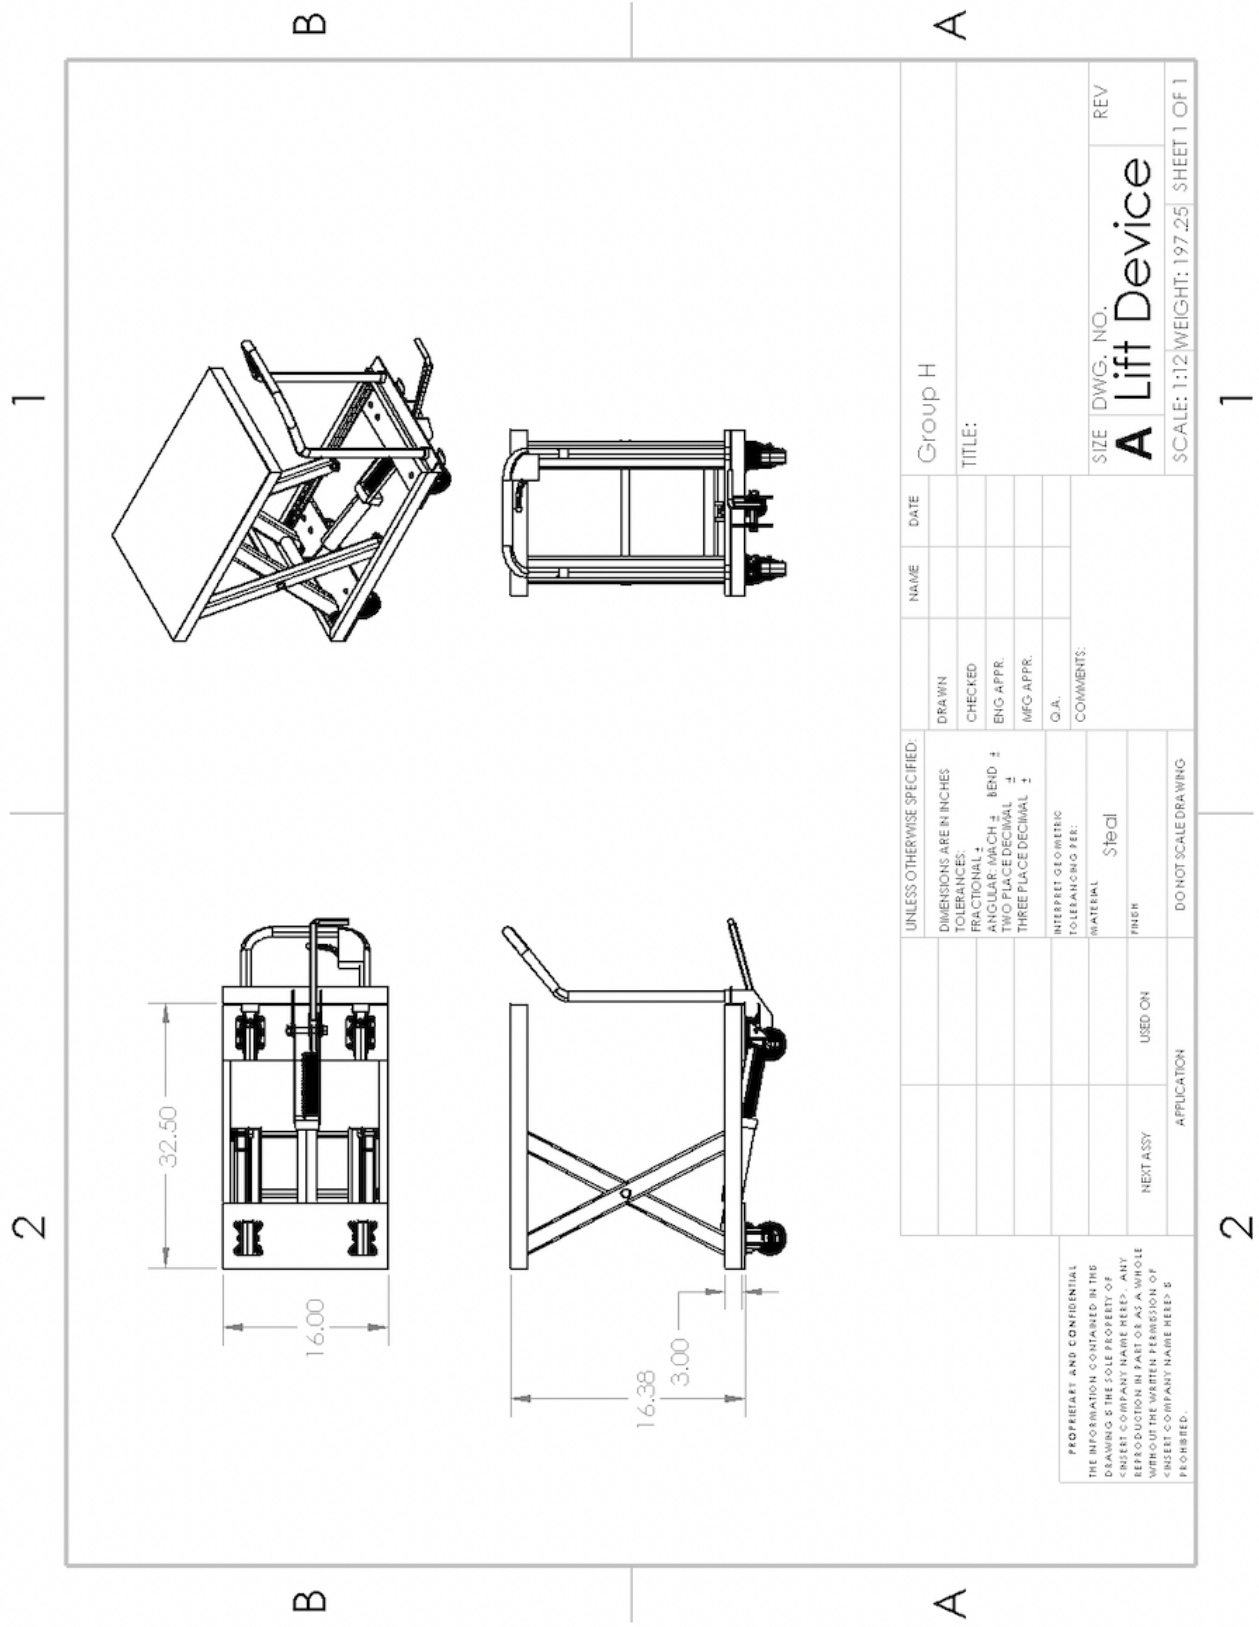 B
A
1
2
32.50
16.00
16.38
3.00
PROPRIETARY AND CONFIDENTIAL
THE INFORMATION CONTAINED IN THIS
DRAWING IS THE SOLE PROPERTY OF
<INSERT COMPANY NAME HERE>. ANY
REPRODUCTION IN PART OR AS A WHOLE
WITHOUT THE WRITTEN PERMISSION OF
<INSERT COMPANY NAME HERE> IS
PROHIBITED.
NEXT ASSY
USED ON
APPLICATION
UNLESS OTHERWISE SPECIFIED:
DIMENSIONS ARE IN INCHES
TOLERANCES:
FRACTIONAL ±
ANGULAR: MACH ± BEND ±
TWO PLACE DECIMAL ±
THREE PLACE DECIMAL ±
INTERPRET GEOMETRIC
TOLERANCING PER:
MATERIAL
Steal
FINISH
DO NOT SCALE DRAWING
NAME
DATE
DRAWN
CHECKED
ENG APPR.
MFG APPR.
Q.A.
COMMENTS:
Group H
TITLE:
SIZE
DWG. NO.
REV
A
Lift Device
SCALE: 1:12
WEIGHT: 197.25
SHEET 1 OF 1
B
A
1
2